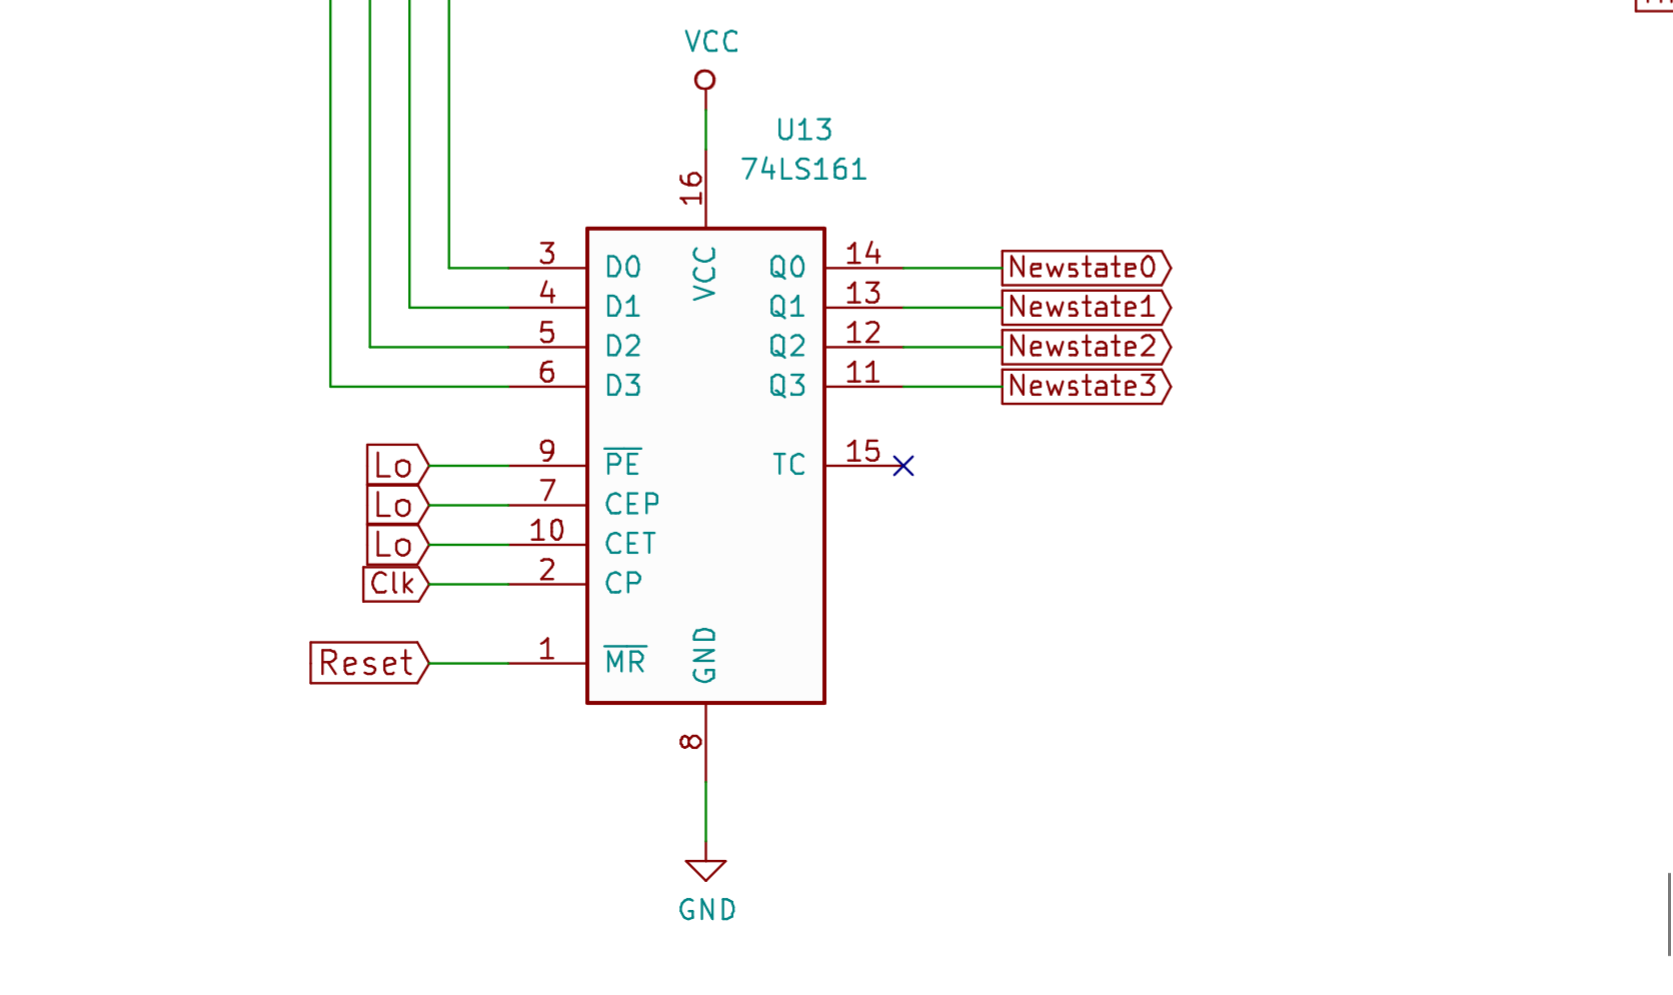 VCC
U13
74LS161
16
VCC
3 D0 Q0 14 Newstate0
4 D1 Q1 13 Newstate1
5 D2 Q2 12 Newstate2
6 D3 Q3 11 Newstate3
Lo 9 PE TC 15
Lo 7 CEP
Lo 10 CET
Clk 2 CP
Reset 1 MR
GND
8
GND